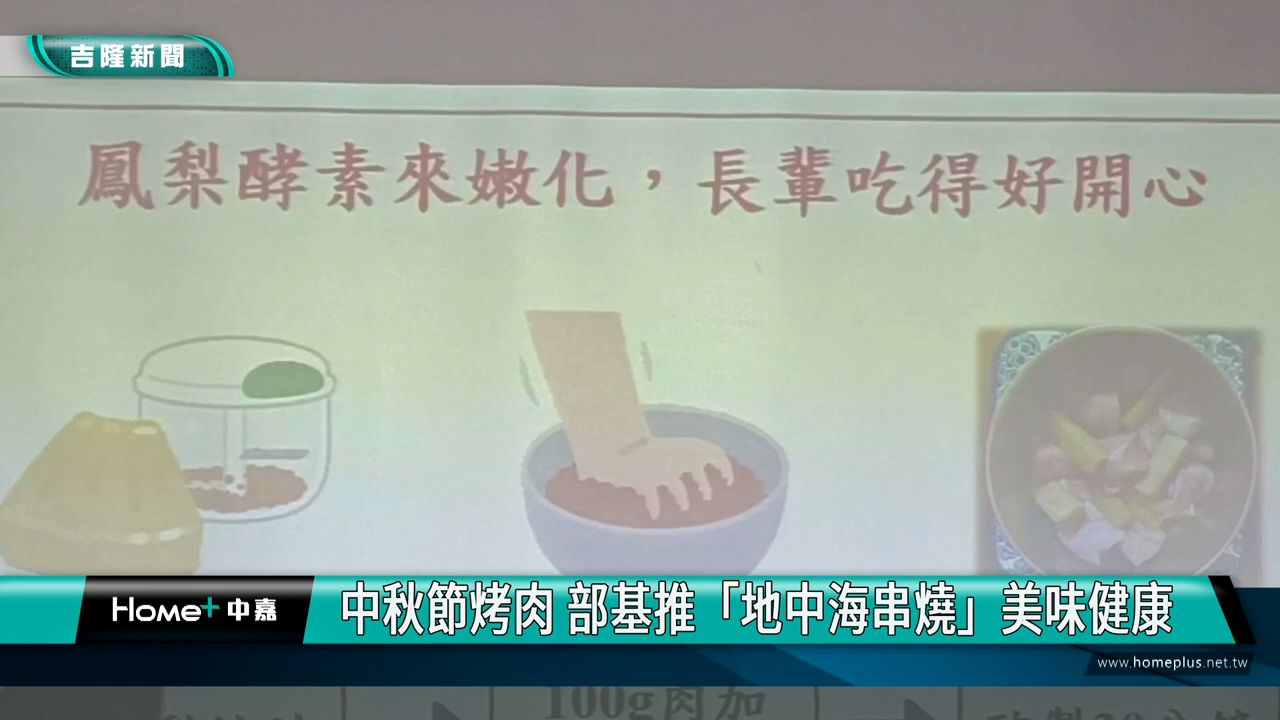 吉隆新聞
鳳梨酵素來嫩化，長輩吃得好開心
Home+中嘉
中秋節烤肉 部基推「地中海串燒」美味健康
www.homeplus.net.tw
100g肉加